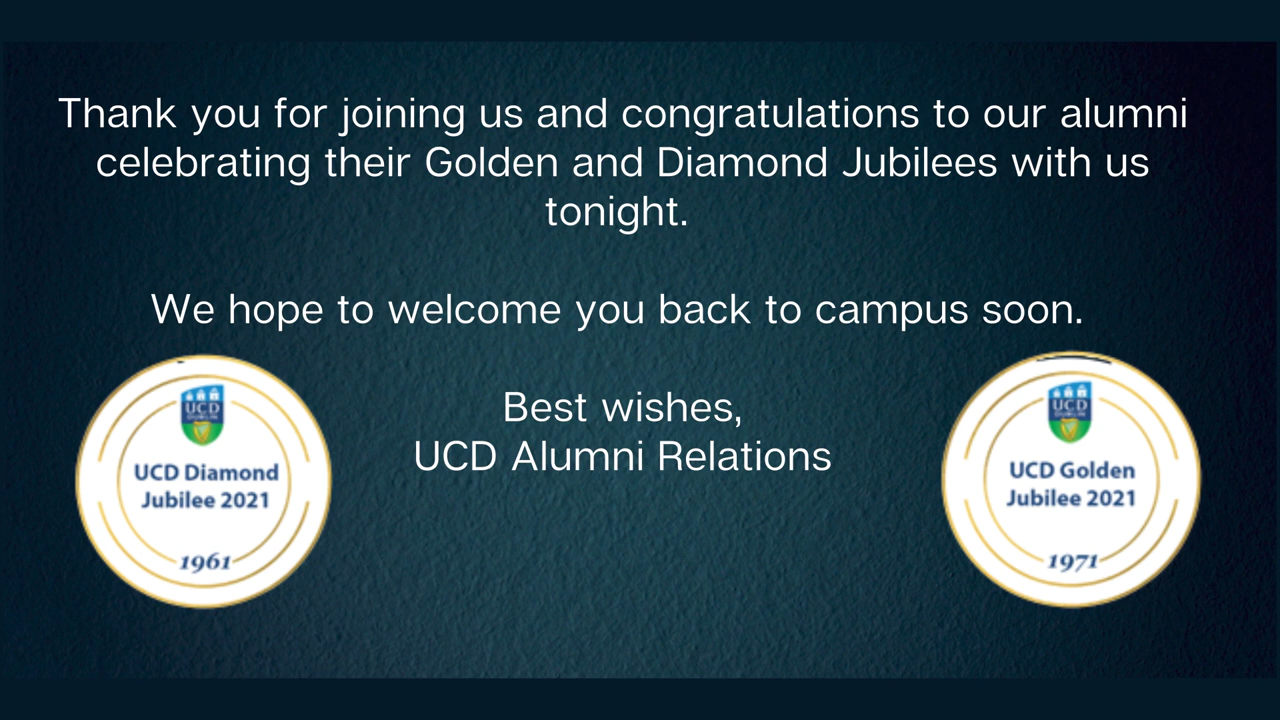 Thank you for joining us and congratulations to our alumni
celebrating their Golden and Diamond Jubilees with us
tonight.
We hope to welcome you back to campus soon.
Best wishes,
UCD Alumni Relations
UCD
DUBLIN
UCD Diamond
Jubilee 2021
1961
UCD
DUBLIN
UCD Golden
Jubilee 2021
1971